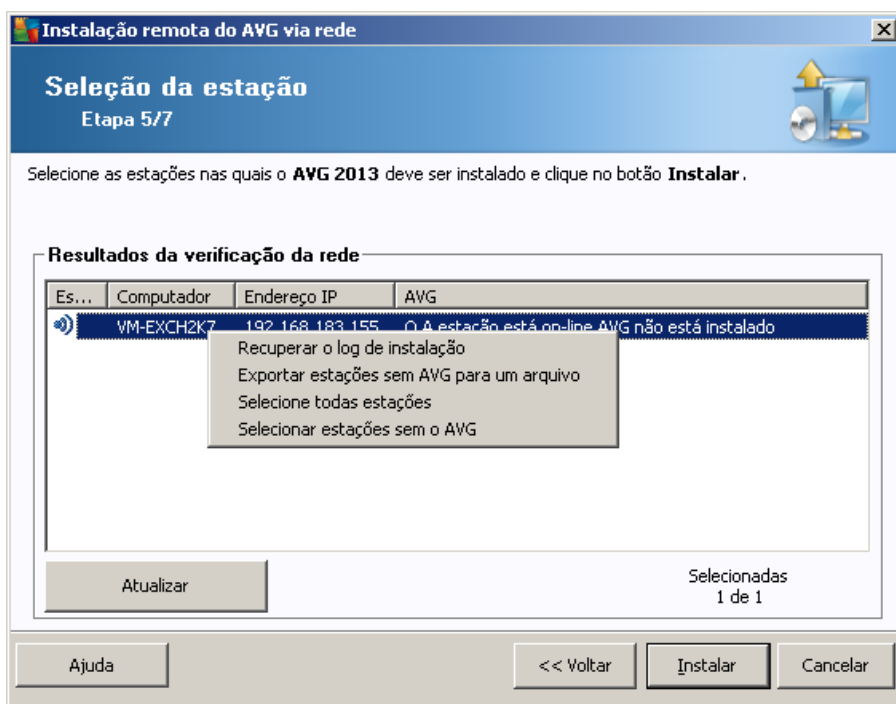 Instalação remota do AVG via rede
Seleção da estação
Etapa 5/7
Selecione as estações nas quais o AVG 2013 deve ser instalado e clique no botão Instalar.
Resultados da verificação da rede
Es... Computador Endereço IP AVG
VM-EXCH2K7 192.168.183.155 O A estação está on-line AVG não está instalado
Recuperar o log de instalação
Exportar estações sem AVG para um arquivo
Selecione todas estações
Selecionar estações sem o AVG
Atualizar
Selecionadas
1 de 1
Ajuda << Voltar Instalar Cancelar